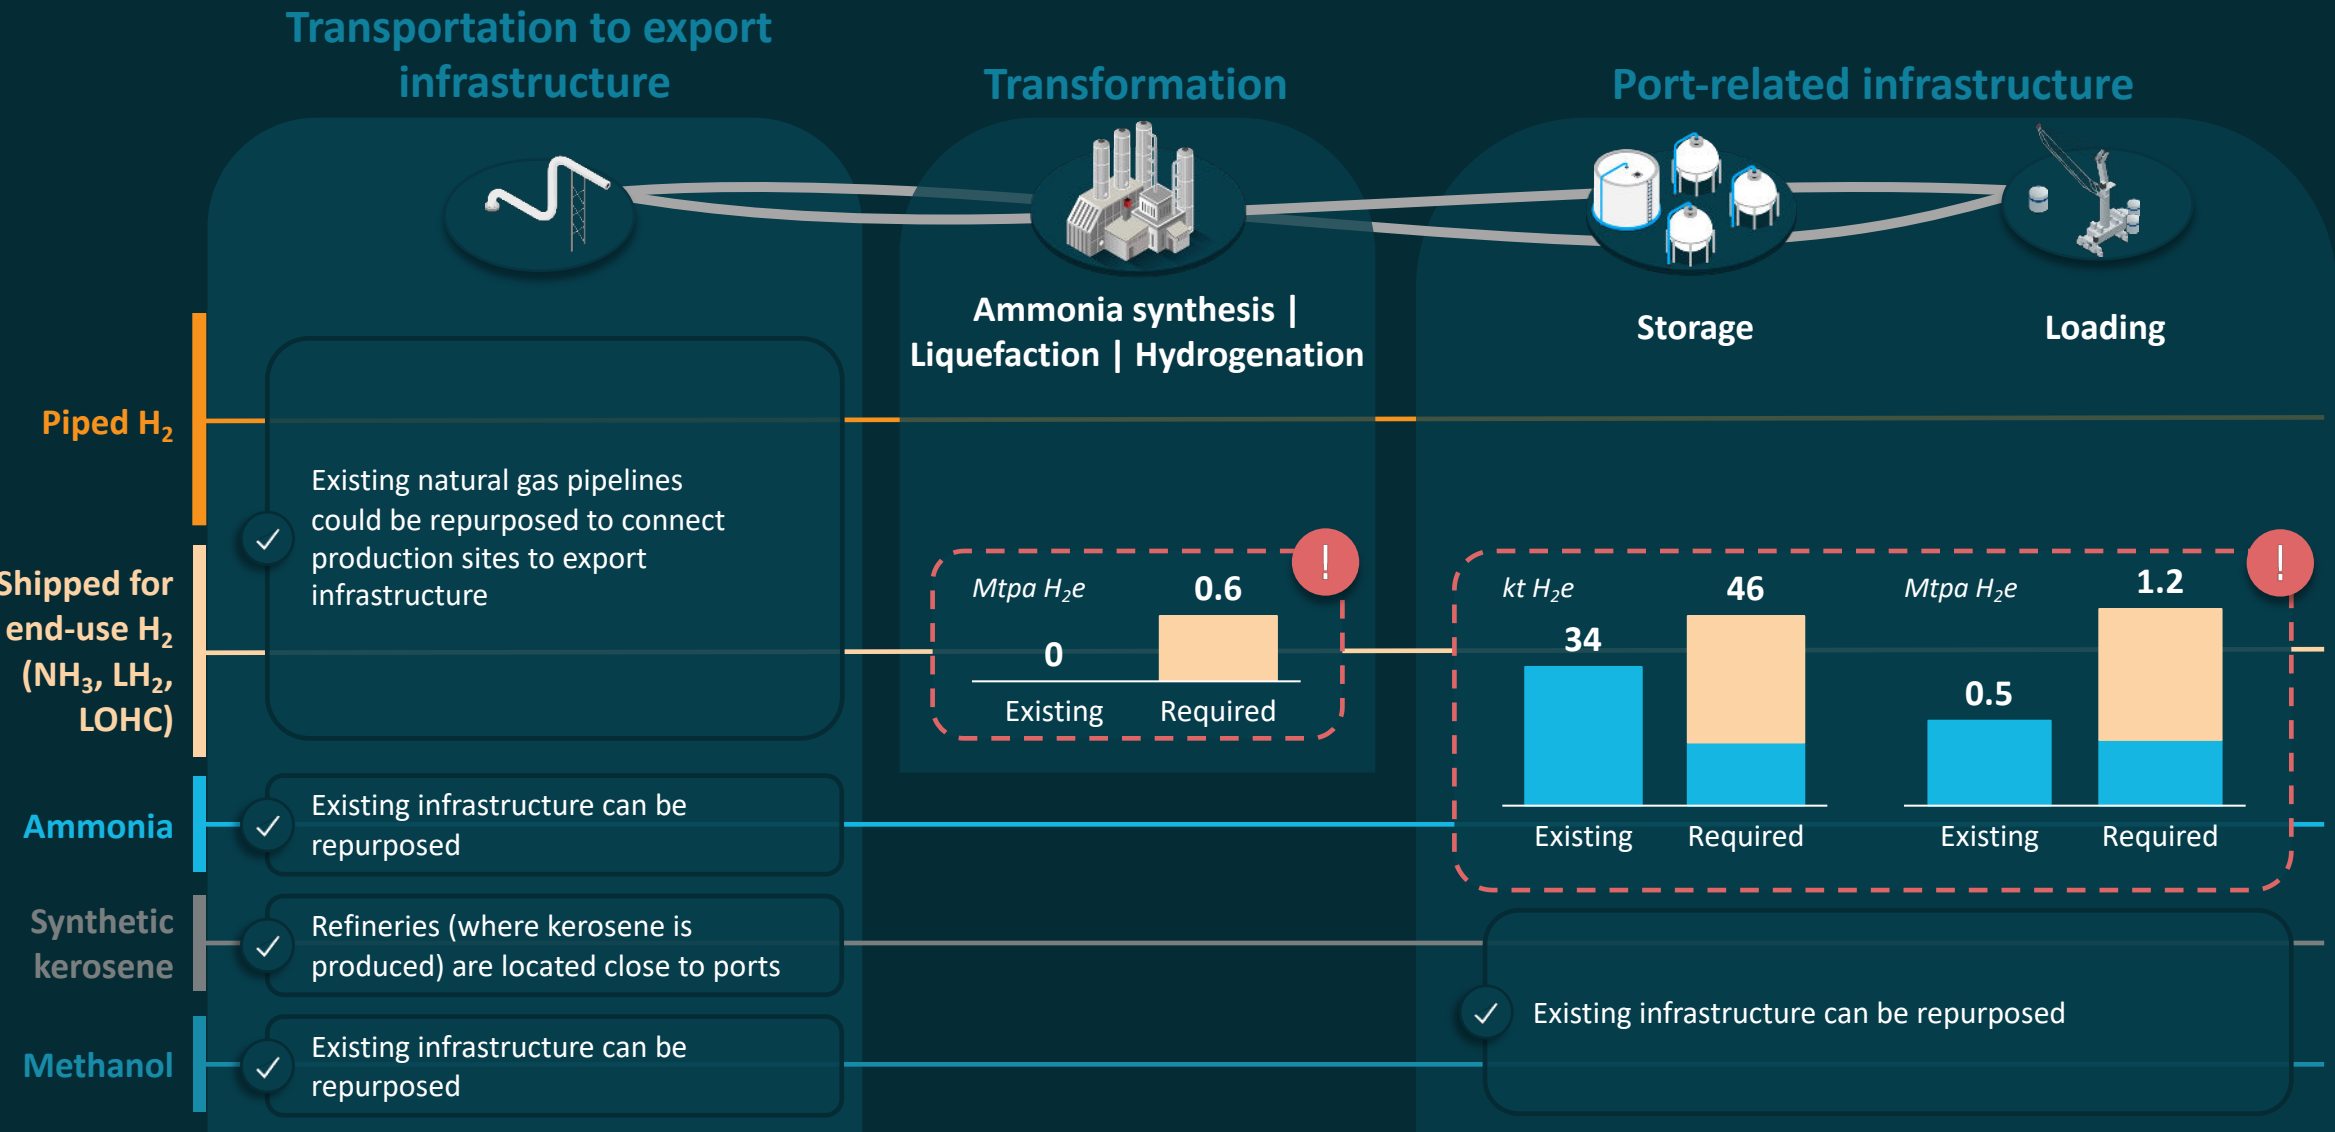 Transportation to export
infrastructure
Transformation
Port-related infrastructure
Ammonia synthesis |
Liquefaction | Hydrogenation
Storage
Loading
Piped H₂
Existing natural gas pipelines
could be repurposed to connect
production sites to export
infrastructure
Shipped for
end-use H₂
(NH₃, LH₂,
LOHC)
Mtpa H₂e
0.6
0
Existing
Required
!
kt H₂e
46
34
Existing
Required
Mtpa H₂e
1.2
0.5
Existing
Required
!
Ammonia
Existing infrastructure can be
repurposed
Synthetic
kerosene
Refineries (where kerosene is
produced) are located close to ports
Existing infrastructure can be repurposed
Methanol
Existing infrastructure can be
repurposed